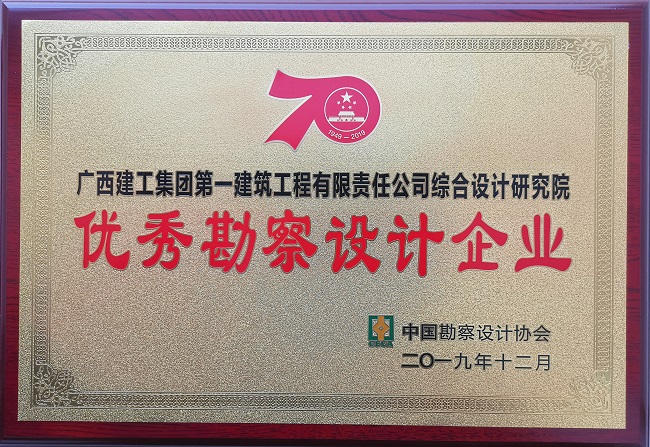 70
1949-2019
广西建工集团第一建筑工程有限责任公司综合设计研究院
优秀勘察设计企业
中国勘察设计协会
二〇一九年十二月